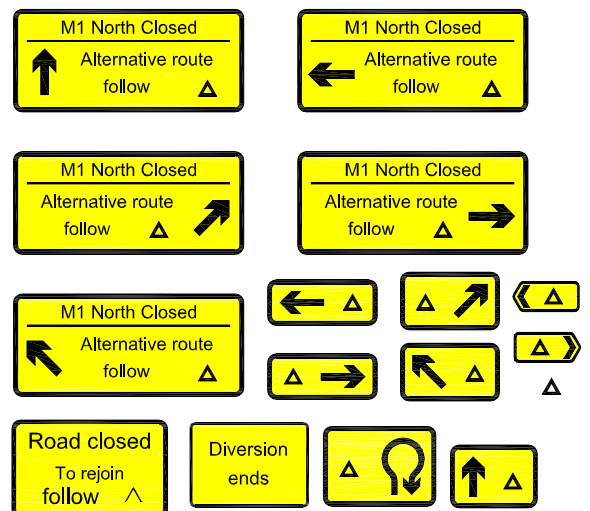 M1 North Closed
Alternative route
follow
M1 North Closed
Alternative route
follow
M1 North Closed
Alternative route
follow
M1 North Closed
Alternative route
follow
M1 North Closed
Alternative route
follow
Road closed
To rejoin
follow
Diversion
ends